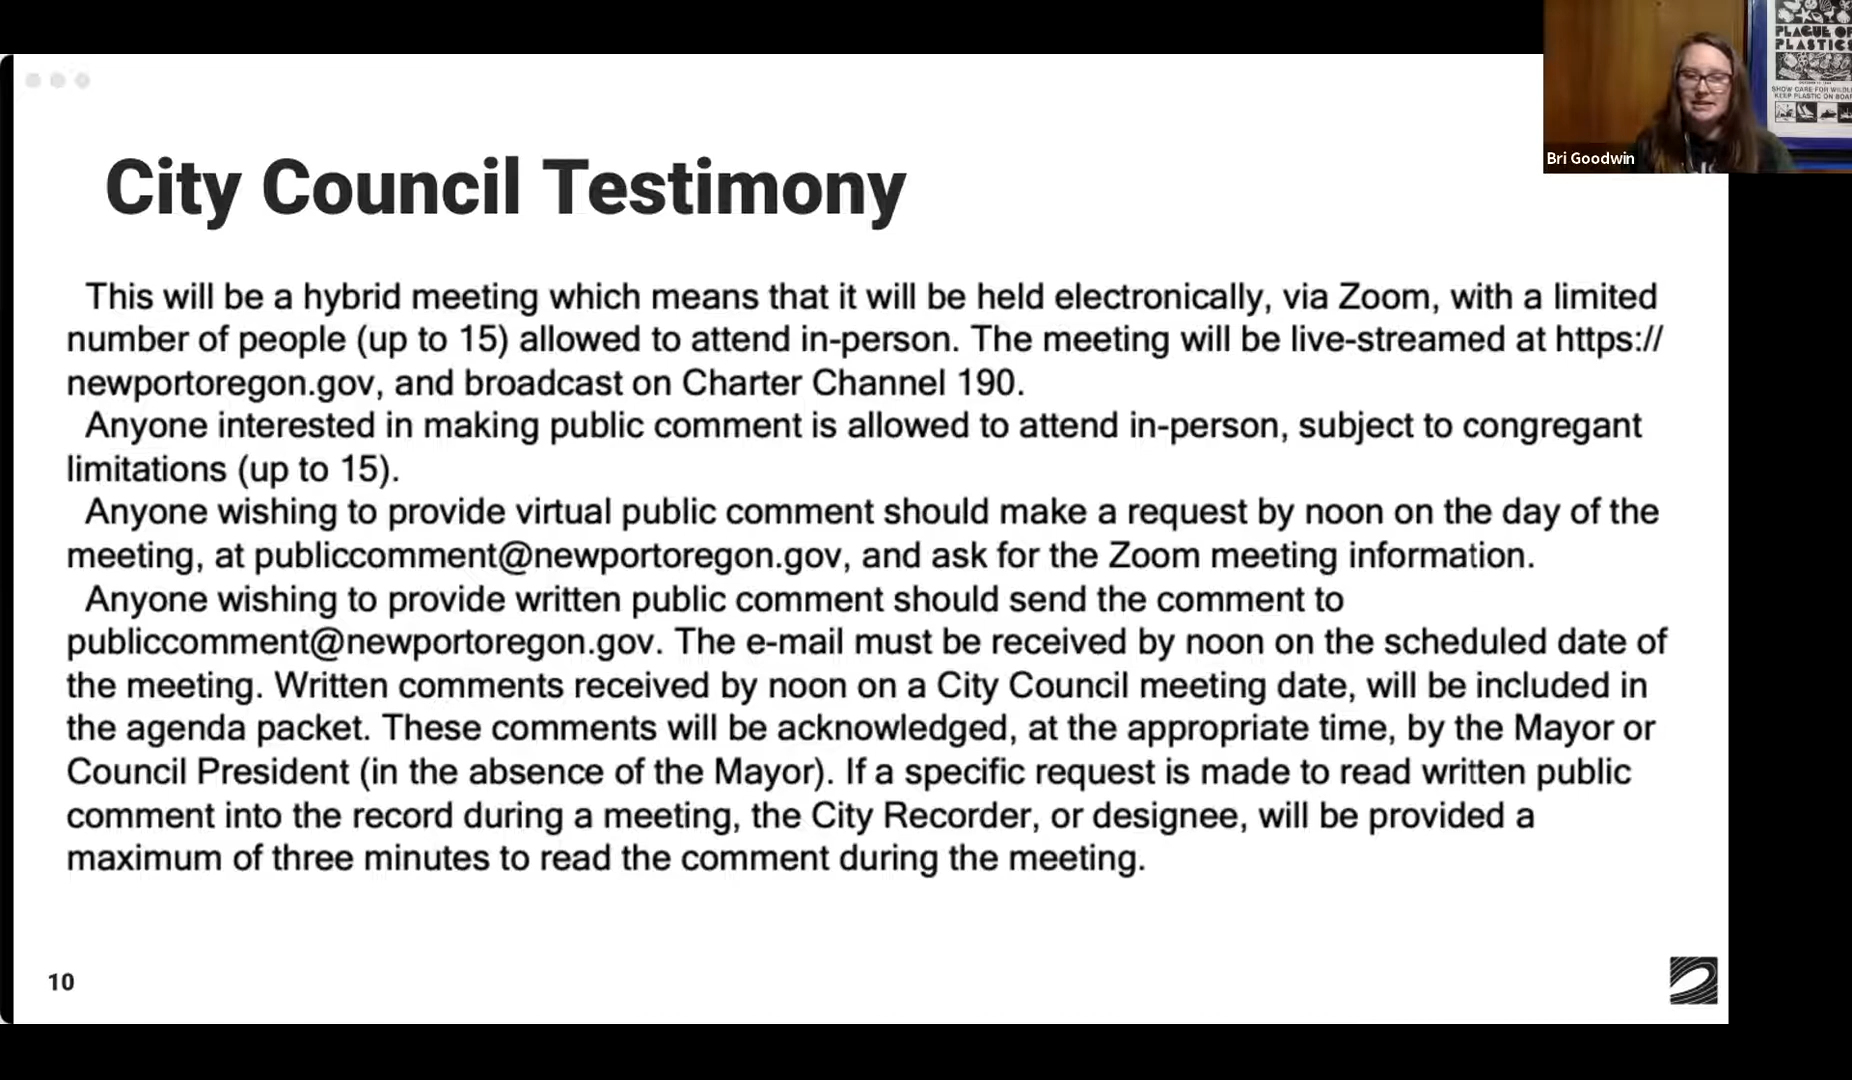 PLAGUE OF
PLASTICS
SHOW CARE FOR WILDL
KEEP PLASTIC ON BOAR
Bri Goodwin
City Council Testimony
This will be a hybrid meeting which means that it will be held electronically, via Zoom, with a limited
number of people (up to 15) allowed to attend in-person. The meeting will be live-streamed at https://
newportoregon.gov, and broadcast on Charter Channel 190.
Anyone interested in making public comment is allowed to attend in-person, subject to congregant
limitations (up to 15).
Anyone wishing to provide virtual public comment should make a request by noon on the day of the
meeting, at publiccomment@newportoregon.gov, and ask for the Zoom meeting information.
Anyone wishing to provide written public comment should send the comment to
publiccomment@newportoregon.gov. The e-mail must be received by noon on the scheduled date of
the meeting. Written comments received by noon on a City Council meeting date, will be included in
the agenda packet. These comments will be acknowledged, at the appropriate time, by the Mayor or
Council President (in the absence of the Mayor). If a specific request is made to read written public
comment into the record during a meeting, the City Recorder, or designee, will be provided a
maximum of three minutes to read the comment during the meeting.
10